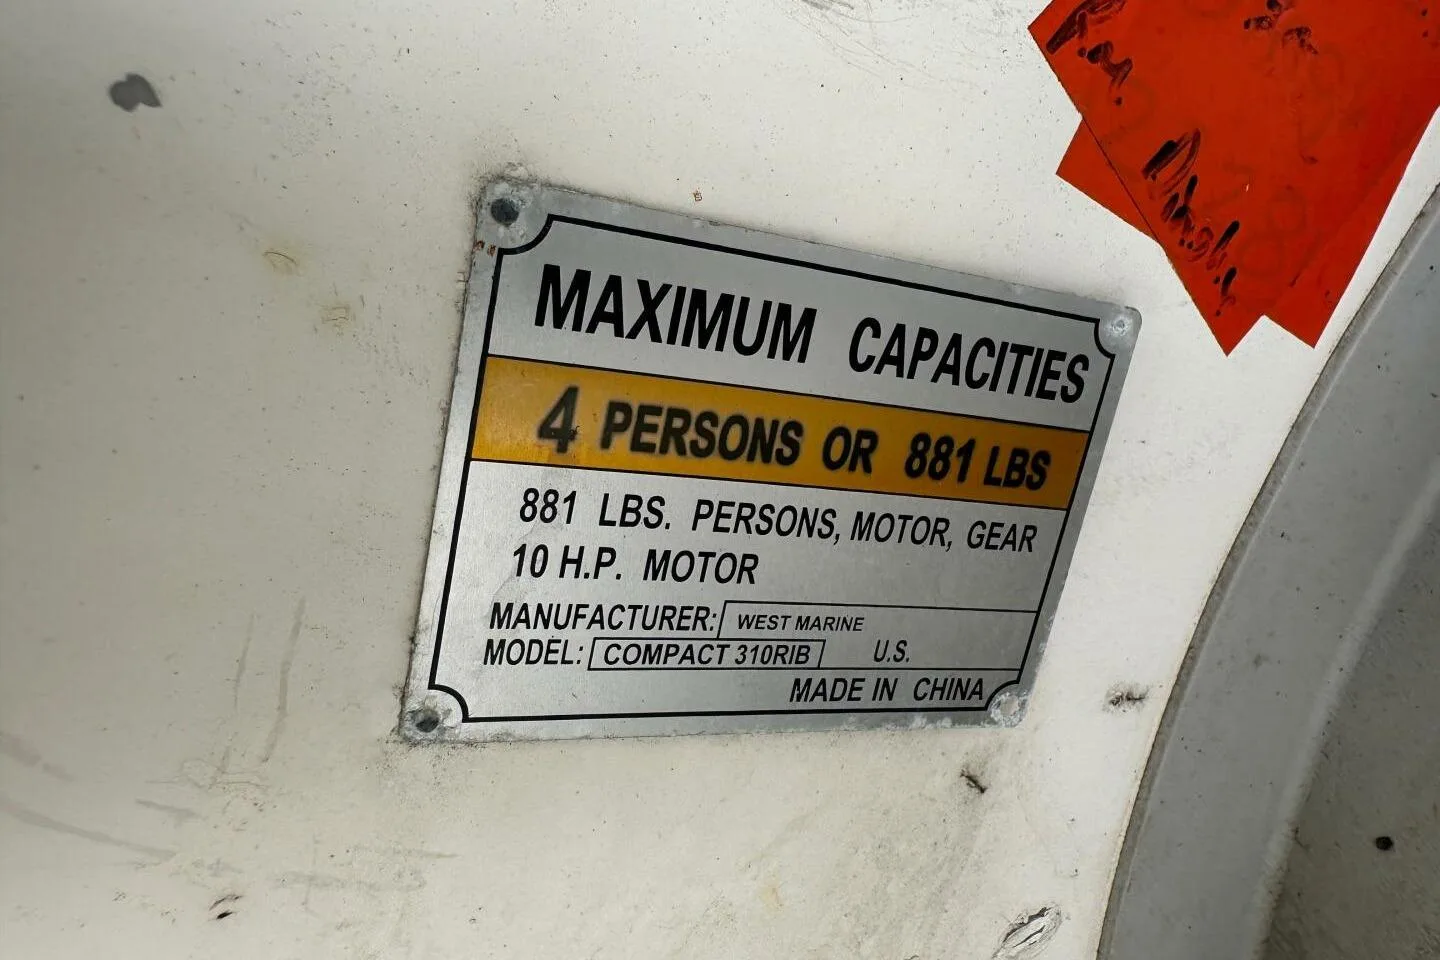 MAXIMUM CAPACITIES
4 PERSONS OR 881 LBS
881 LBS. PERSONS, MOTOR, GEAR
10 H.P. MOTOR
MANUFACTURER: WEST MARINE
MODEL: COMPACT 310RIB U.S.
MADE IN CHINA